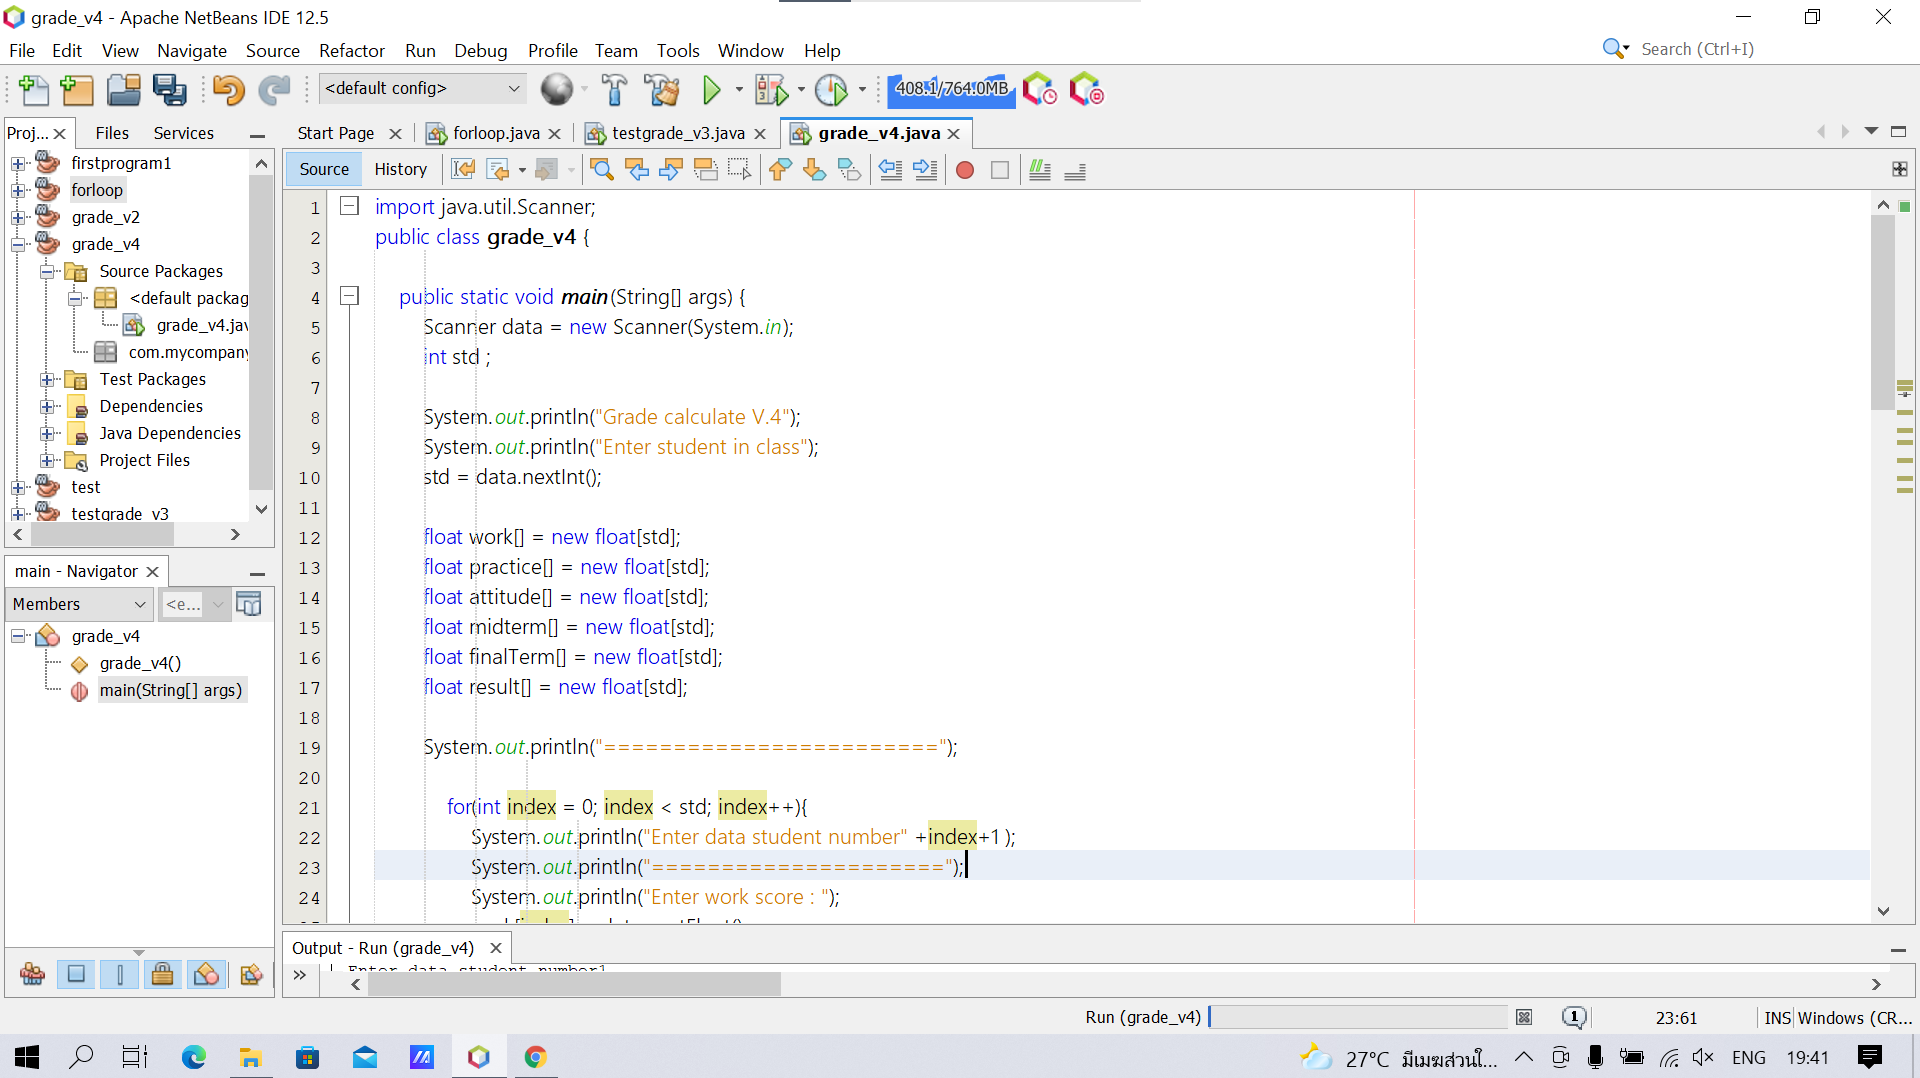 grade_v4 - Apache NetBeans IDE 12.5
File Edit View Navigate Source Refactor Run Debug Profile Team Tools Window Help
Search (Ctrl+I)
<default config>
408.1/764.0MB
Proj... Files Services
Start Page forloop.java testgrade_v3.java grade_v4.java
Source History
firstprogram1
forloop
grade_v2
grade_v4
Source Packages
<default packag
grade_v4.jav
com.mycompany
Test Packages
Dependencies
Java Dependencies
Project Files
test
testgrade_v3
main - Navigator
Members <e...
grade_v4
grade_v4()
main(String[] args)
1 import java.util.Scanner;
2 public class grade_v4 {
3
4 public static void main(String[] args) {
5 Scanner data = new Scanner(System.in);
6 int std ;
7
8 System.out.println("Grade calculate V.4");
9 System.out.println("Enter student in class");
10 std = data.nextInt();
11
12 float work[] = new float[std];
13 float practice[] = new float[std];
14 float attitude[] = new float[std];
15 float midterm[] = new float[std];
16 float finalTerm[] = new float[std];
17 float result[] = new float[std];
18
19 System.out.println("========================");
20
21 for(int index = 0; index < std; index++){
22 System.out.println("Enter data student number" +index+1 );
23 System.out.println("=====================");
24 System.out.println("Enter work score : ");
Output - Run (grade_v4)
Enter data student number1
Run (grade_v4)
1
23:61
INS Windows (CR...
27°C มีเมฆส่วนใ...
ENG 19:41